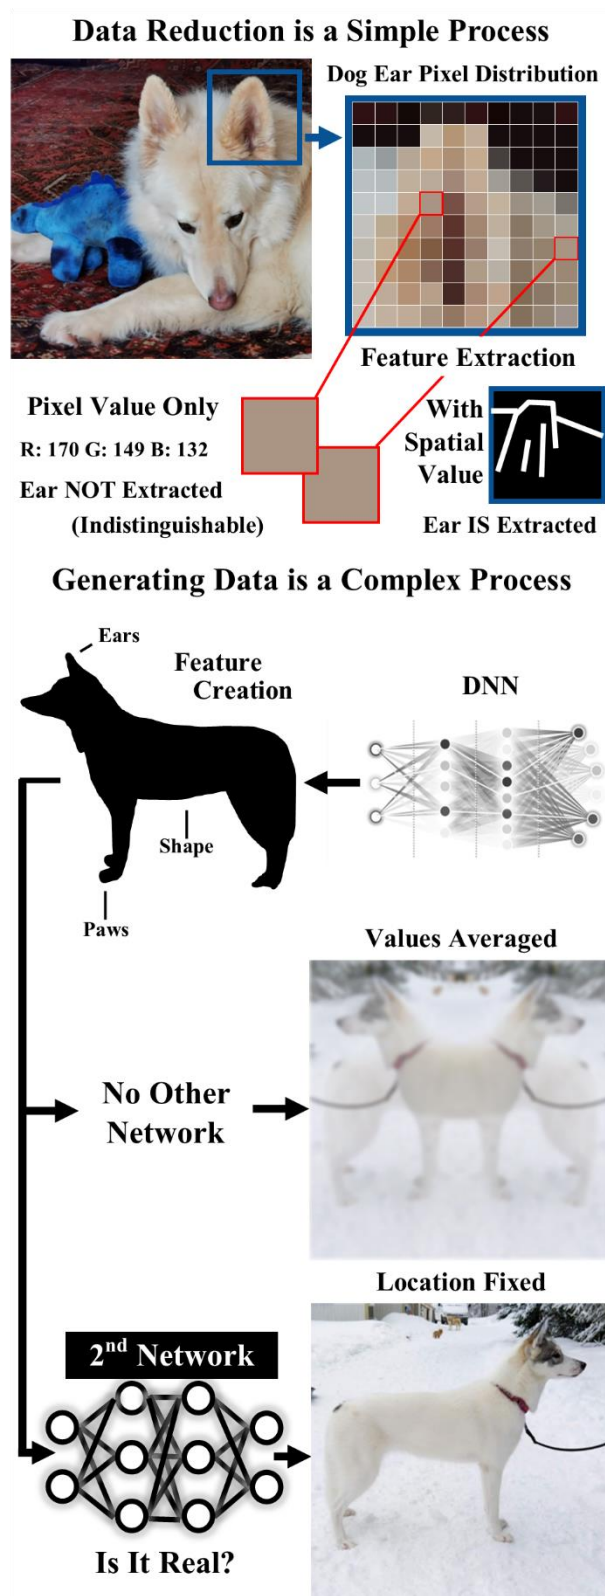 Data Reduction is a Simple Process
Dog Ear Pixel Distribution
Feature Extraction
Pixel Value Only
R: 170 G: 149 B: 132
Ear NOT Extracted
(Indistinguishable)
With
Spatial
Value
Ear IS Extracted
Generating Data is a Complex Process
Ears
Feature
Creation
DNN
Shape
Paws
Values Averaged
No Other
Network
Location Fixed
2nd Network
Is It Real?